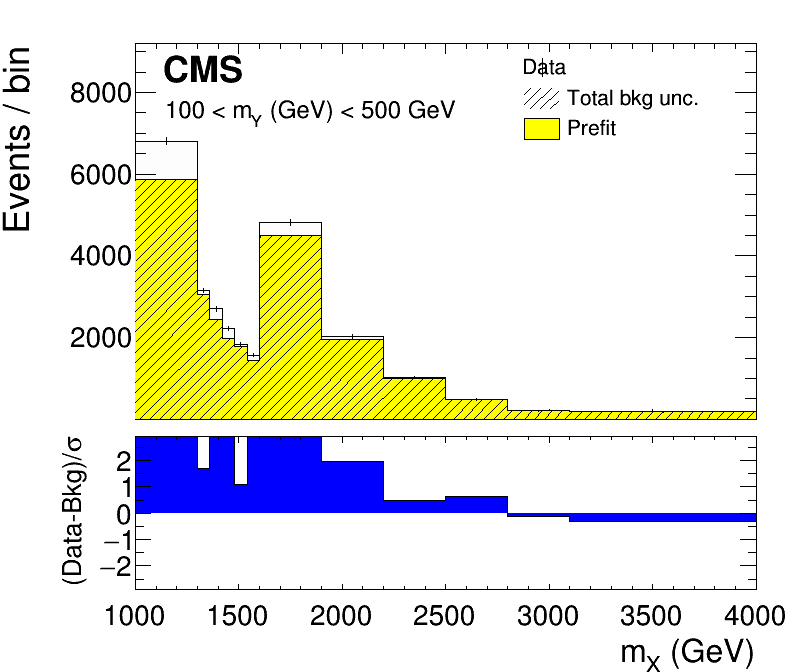 Events / bin
8000
6000
4000
2000
CMS
100 < mY (GeV) < 500 GeV
Data
Total bkg unc.
Prefit
(Data-Bkg)/σ
2
1
0
−1
−2
1000 1500 2000 2500 3000 3500 4000
mX (GeV)